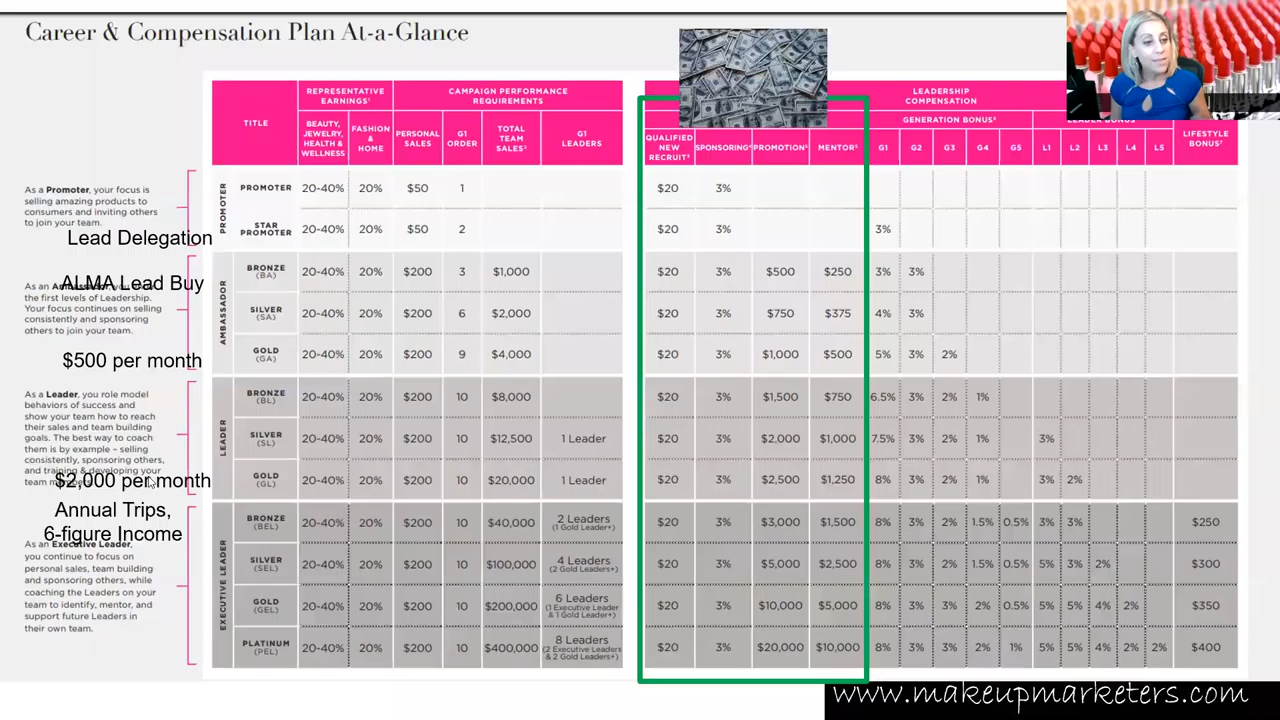 Career & Compensation Plan At-a-Glance
TITLE
REPRESENTATIVE EARNINGS¹
CAMPAIGN PERFORMANCE REQUIREMENTS
LEADERSHIP COMPENSATION
GENERATION BONUS⁶
LEADER BONUS
BEAUTY, JEWELRY, HEALTH & WELLNESS
FASHION & HOME
PERSONAL SALES
G1 ORDER
TOTAL TEAM SALES²
G1 LEADERS
QUALIFIED NEW RECRUIT³
SPONSORING⁴
PROMOTION⁵
MENTOR⁵
G1 G2 G3 G4 G5 L1 L2 L3 L4 L5
LIFESTYLE BONUS⁷
As a Promoter, your focus is
selling amazing products to
consumers and inviting others
to join your team.
Lead Delegation
PROMOTER
PROMOTER 20-40% 20% $50 1 $20 3%
STAR PROMOTER 20-40% 20% $50 2 $20 3% 3%
ALMA Lead Buy
As an
the first levels of Leadership.
Your focus continues on selling
consistently and sponsoring
others to join your team.
$500 per month
AMBASSADOR
BRONZE (BA) 20-40% 20% $200 3 $1,000 $20 3% $500 $250 3% 3%
SILVER (SA) 20-40% 20% $200 6 $2,000 $20 3% $750 $375 4% 3%
GOLD (GA) 20-40% 20% $200 9 $4,000 $20 3% $1,000 $500 5% 3% 2%
As a Leader, you role model
behaviors of success and
show your team how to reach
their sales and team building
goals. The best way to coach
them is by example – selling
consistently, sponsoring others,
and training & developing your
team
$2,000 per month
LEADER
BRONZE (BL) 20-40% 20% $200 10 $8,000 $20 3% $1,500 $750 6.5% 3% 2% 1%
SILVER (SL) 20-40% 20% $200 10 $12,500 1 Leader $20 3% $2,000 $1,000 7.5% 3% 2% 1% 3%
GOLD (GL) 20-40% 20% $200 10 $20,000 1 Leader $20 3% $2,500 $1,250 8% 3% 2% 1% 3% 2%
Annual Trips,
6-figure Income
As an Executive Leader,
you continue to focus on
personal sales, team building
and sponsoring others, while
coaching the Leaders on your
team to identify, mentor, and
support future Leaders in
their own team.
EXECUTIVE LEADER
BRONZE (BEL) 20-40% 20% $200 10 $40,000 2 Leaders (1 Gold Leader+) $20 3% $3,000 $1,500 8% 3% 2% 1.5% 0.5% 3% 3% $250
SILVER (SEL) 20-40% 20% $200 10 $100,000 4 Leaders (2 Gold Leaders+) $20 3% $5,000 $2,500 8% 3% 2% 1.5% 0.5% 5% 3% 2% $300
GOLD (GEL) 20-40% 20% $200 10 $200,000 6 Leaders (1 Executive Leader & 1 Gold Leader+) $20 3% $10,000 $5,000 8% 3% 3% 2% 0.5% 5% 5% 4% 2% $350
PLATINUM (PEL) 20-40% 20% $200 10 $400,000 8 Leaders (2 Executive Leaders & 2 Gold Leaders+) $20 3% $20,000 $10,000 8% 3% 3% 2% 1% 5% 5% 4% 2% 2% $400
www.makeupmarketers.com